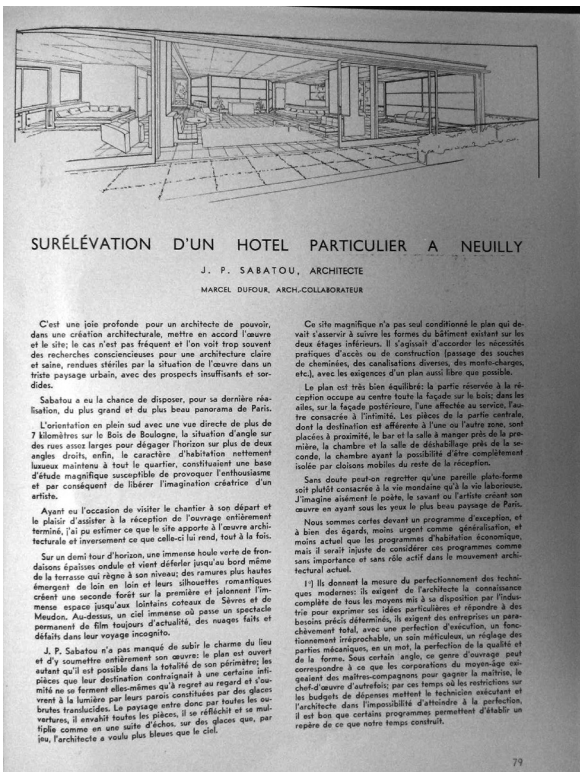 SURÉLÉVATION D'UN HOTEL PARTICULIER A NEUILLY
J. P. SABATOU, ARCHITECTE
MARCEL DUFOUR, ARCH.-COLLABORATEUR
C'est une joie profonde pour un architecte de pouvoir,
dans une création architecturale, mettre en accord l'œuvre
et le site; le cas n'est pas fréquent et l'on voit trop souvent
des recherches consciencieuses pour une architecture claire
et saine, rendues stériles par la situation de l'œuvre dans un
triste paysage urbain, avec des prospects insuffisants et sor-
dides.
Sabatou a eu la chance de disposer, pour sa dernière réa-
lisation, du plus grand et du plus beau panorama de Paris.
L'orientation en plein sud avec une vue directe de plus de
7 kilomètres sur le Bois de Boulogne, la situation d'angle sur
des rues assez larges pour dégager l'horizon sur plus de deux
angles droits, enfin, le caractère d'habitation nettement
luxueux maintenu à tout le quartier, constituaient une base
d'étude magnifique susceptible de provoquer l'enthousiasme
et par conséquent de libérer l'imagination créatrice d'un
artiste.
Ayant eu l'occasion de visiter le chantier à son départ et
le plaisir d'assister à la réception de l'ouvrage entièrement
terminé, j'ai pu estimer ce que le site apporte à l'œuvre archi-
tecturale et inversement ce que celle-ci lui rend, tout à la fois.
Sur un demi tour d'horizon, une immense houle verte de fron-
daisons épaisses ondule et vient déferler jusqu'au bord même
de la terrasse qui règne à son niveau; des ramures plus hautes
émergent de loin en loin et leurs silhouettes romantiques
créent une seconde forêt sur la première et jalonnent l'im-
mense espace jusqu'aux lointains coteaux de Sèvres et de
Meudon. Au-dessus, un ciel immense où passe un spectacle
permanent de film toujours d'actualité, des nuages faits et
défaits dans leur voyage incognito.
J. P. Sabatou n'a pas manqué de subir le charme du lieu
et d'y soumettre entièrement son œuvre: le plan est ouvert
autant qu'il est possible dans la totalité de son périmètre; les
pièces que leur destination contraignait à une certaine inti-
mité ne se ferment elles-mêmes qu'à regret au regard et s'ou-
vrent à la lumière par leurs parois constituées par des glaces
brutes translucides. Le paysage entre donc par toutes les ou-
vertures, il envahit toutes les pièces, il se réfléchit et se mul-
tiplie comme en une suite d'échos, sur des glaces que, par
jeu, l'architecte a voulu plus bleues que le ciel.
Ce site magnifique n'a pas seul conditionné le plan qui de-
vait s'asservir à suivre les formes du bâtiment existant sur les
deux étages inférieurs. Il s'agissait d'accorder les nécessités
pratiques d'accès ou de construction (passage des souches
de cheminées, des canalisations diverses, des monte-charges,
etc.), avec les exigences d'un plan aussi libre que possible.
Le plan est très bien équilibré: la partie réservée à la ré-
ception occupe au centre toute la façade sur le bois; dans les
ailes, sur la façade postérieure, l'une affectée au service, l'au-
tre consacrée à l'intimité. Les pièces de la partie centrale,
dont la destination est afférente à l'une ou l'autre zone, sont
placées à proximité, le bar et la salle à manger près de la pre-
mière, la chambre et la salle de déshabillage près de la se-
conde, la chambre ayant la possibilité d'être complètement
isolée par cloisons mobiles du reste de la réception.
Sans doute peut-on regretter qu'une pareille plate-forme
soit plutôt consacrée à la vie mondaine qu'à la vie laborieuse.
J'imagine aisément le poète, le savant ou l'artiste créant son
œuvre en ayant sous les yeux le plus beau paysage de Paris.
Nous sommes certes devant un programme d'exception, et
à bien des égards, moins urgent comme généralisation, et
moins actuel que les programmes d'habitation économique,
mais il serait injuste de considérer ces programmes comme
sans importance et sans rôle actif dans le mouvement archi-
tectural actuel.
1°) Ils donnent la mesure du perfectionnement des techni-
ques modernes: ils exigent de l'architecte la connaissance
complète de tous les moyens mis à sa disposition par l'indus-
trie pour exprimer ses idées particulières et répondre à des
besoins précis déterminés, ils exigent des entreprises un para-
chèvement total, avec une perfection d'exécution, un fonc-
tionnement irréprochable, un soin méticuleux, un réglage des
parties mécaniques, en un mot, la perfection de la qualité et
de la forme. Sous certain angle, ce genre d'ouvrage peut
correspondre à ce que les corporations du moyen-âge exi-
geaient des maîtres-compagnons pour gagner la maîtrise, le
chef-d'œuvre d'autrefois; par ces temps où les restrictions sur
les budgets de dépenses mettent le technicien exécutant et
l'architecte dans l'impossibilité d'atteindre à la perfection,
il est bon que certains programmes permettent d'établir un
repère de ce que notre temps construit.
79